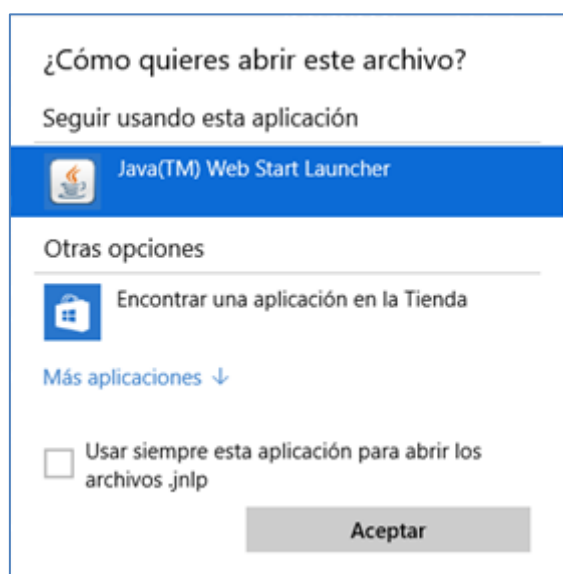 ¿Cómo quieres abrir este archivo?
Seguir usando esta aplicación
Java(TM) Web Start Launcher
Otras opciones
Encontrar una aplicación en la Tienda
Más aplicaciones ↓
Usar siempre esta aplicación para abrir los
archivos .jnlp
Aceptar